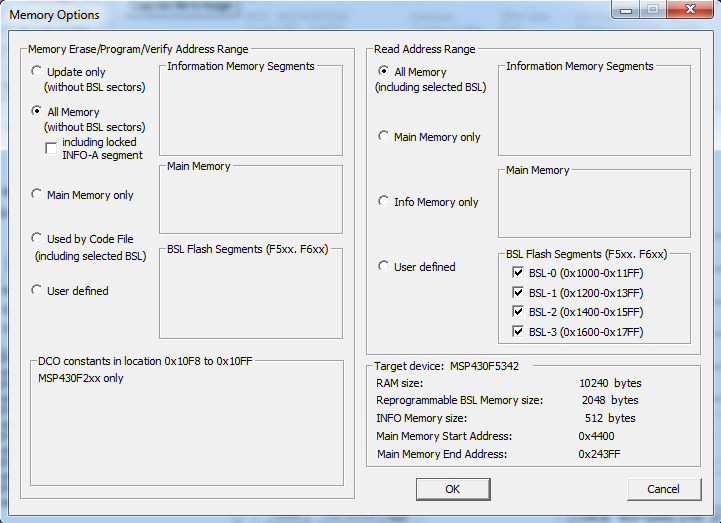 Memory Options
Memory Erase/Program/Verify Address Range
Update only
(without BSL sectors)
All Memory
(without BSL sectors)
including locked
INFO-A segment
Main Memory only
Used by Code File
(including selected BSL)
User defined
Information Memory Segments
Main Memory
BSL Flash Segments (F5xx. F6xx)
DCO constants in location 0x10F8 to 0x10FF
MSP430F2xx only
Read Address Range
All Memory
(including selected BSL)
Main Memory only
Info Memory only
User defined
Information Memory Segments
Main Memory
BSL Flash Segments (F5xx. F6xx)
BSL-0 (0x1000-0x11FF)
BSL-1 (0x1200-0x13FF)
BSL-2 (0x1400-0x15FF)
BSL-3 (0x1600-0x17FF)
Target device: MSP430F5342
RAM size: 10240 bytes
Reprogrammable BSL Memory size: 2048 bytes
INFO Memory size: 512 bytes
Main Memory Start Address: 0x4400
Main Memory End Address: 0x243FF
OK
Cancel